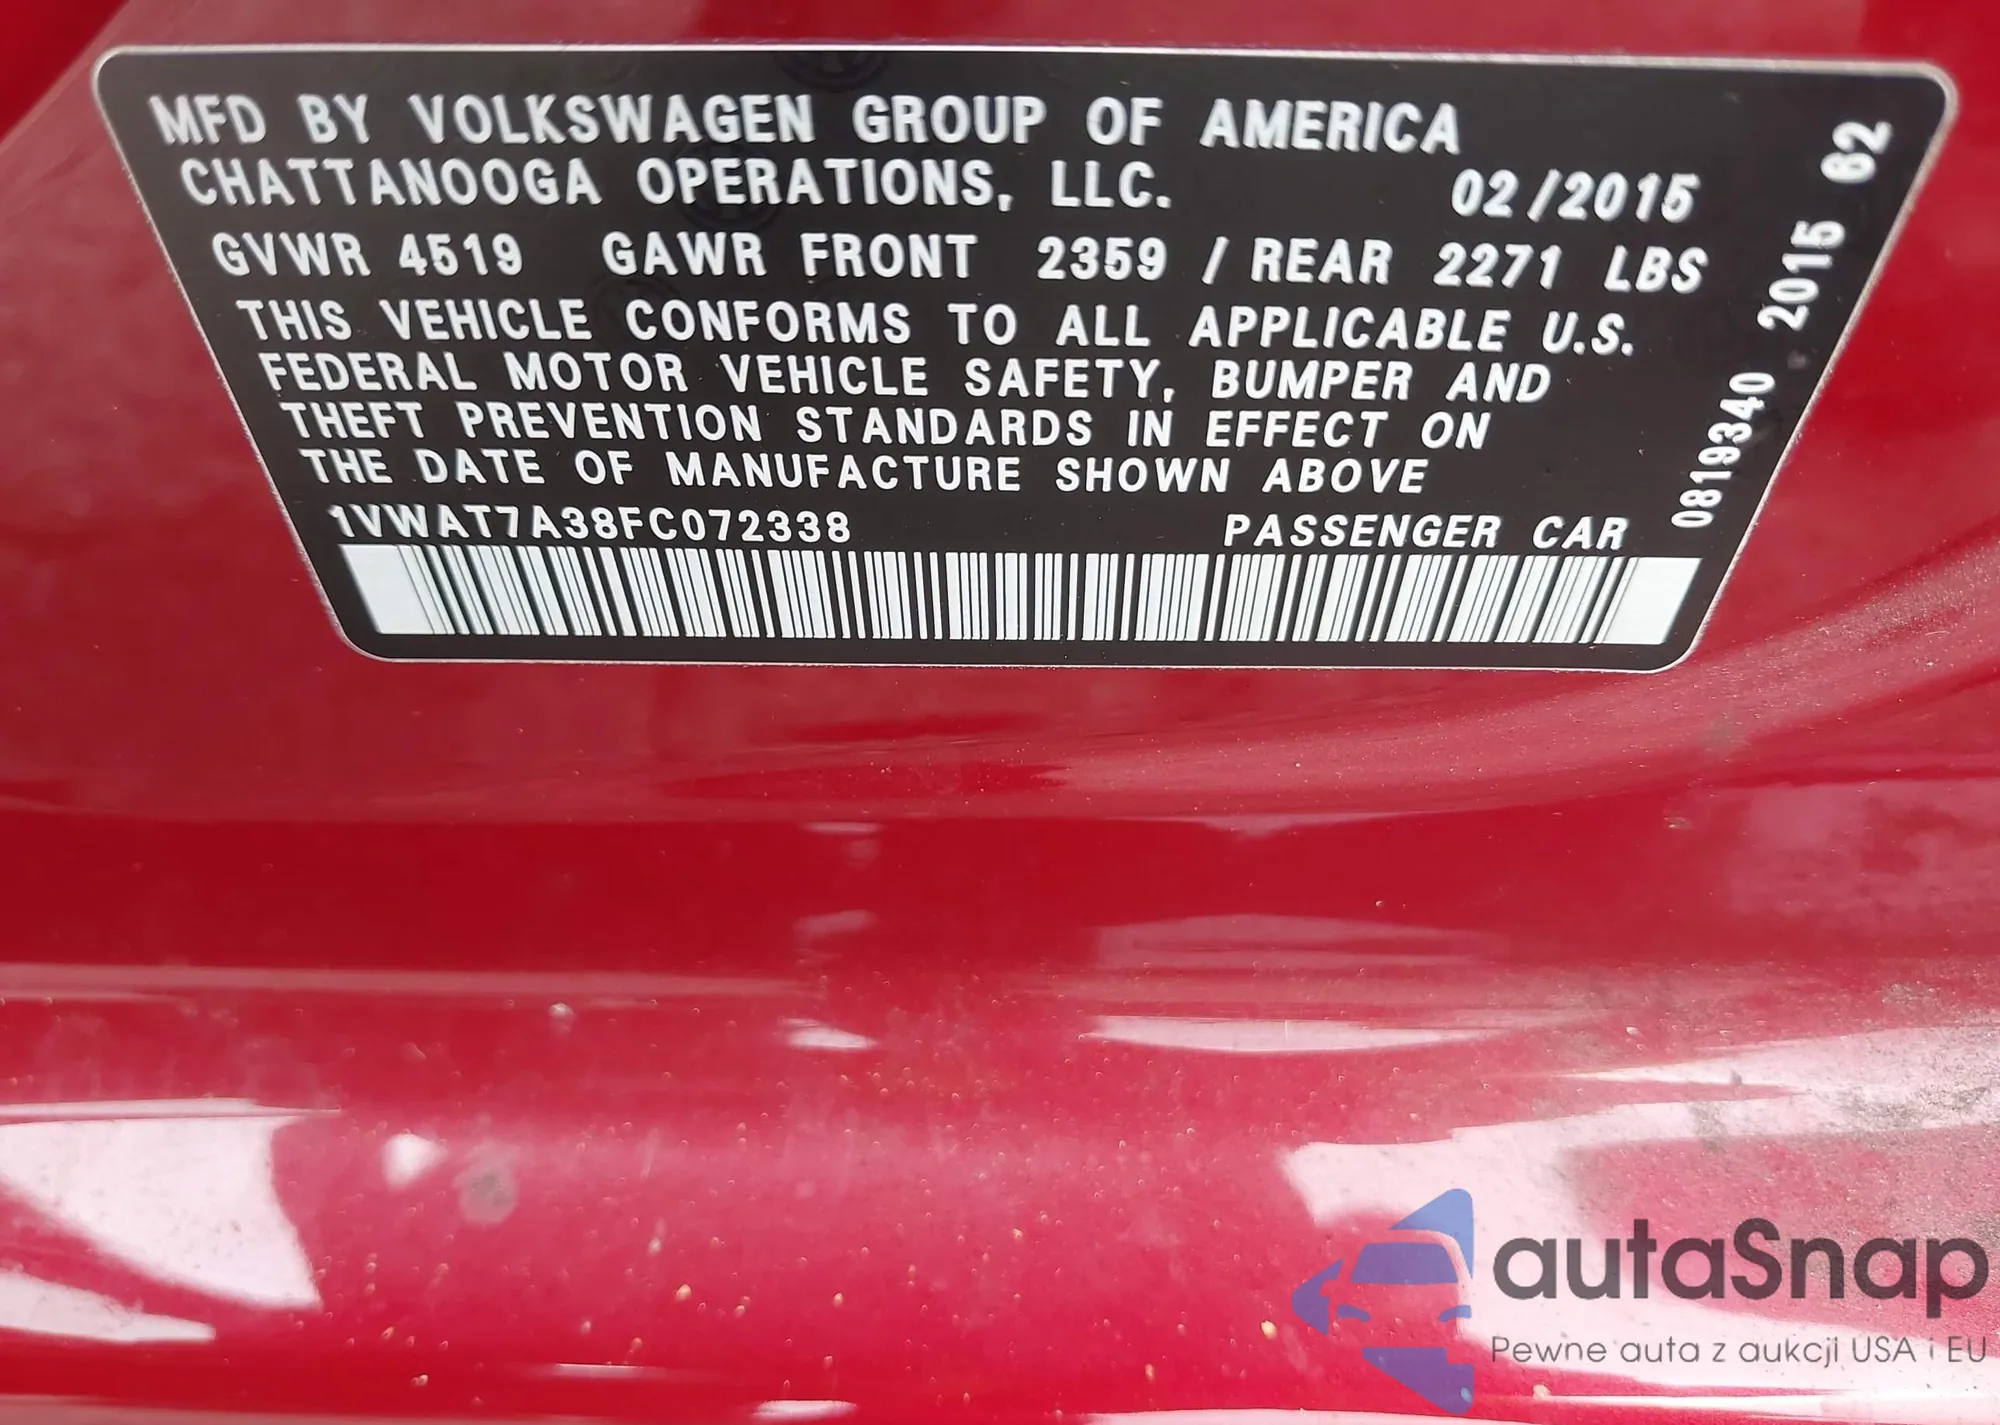 MFD BY VOLKSWAGEN GROUP OF AMERICA
CHATTANOOGA OPERATIONS, LLC. 02/2015
GVWR 4519 GAWR FRONT 2359 / REAR 2271 LBS
THIS VEHICLE CONFORMS TO ALL APPLICABLE U.S.
FEDERAL MOTOR VEHICLE SAFETY, BUMPER AND
THEFT PREVENTION STANDARDS IN EFFECT ON
THE DATE OF MANUFACTURE SHOWN ABOVE
1VWAT7A38FC072338 PASSENGER CAR
0819340 2015 62
autaSnap
Pewne auta z aukcji USA i EU